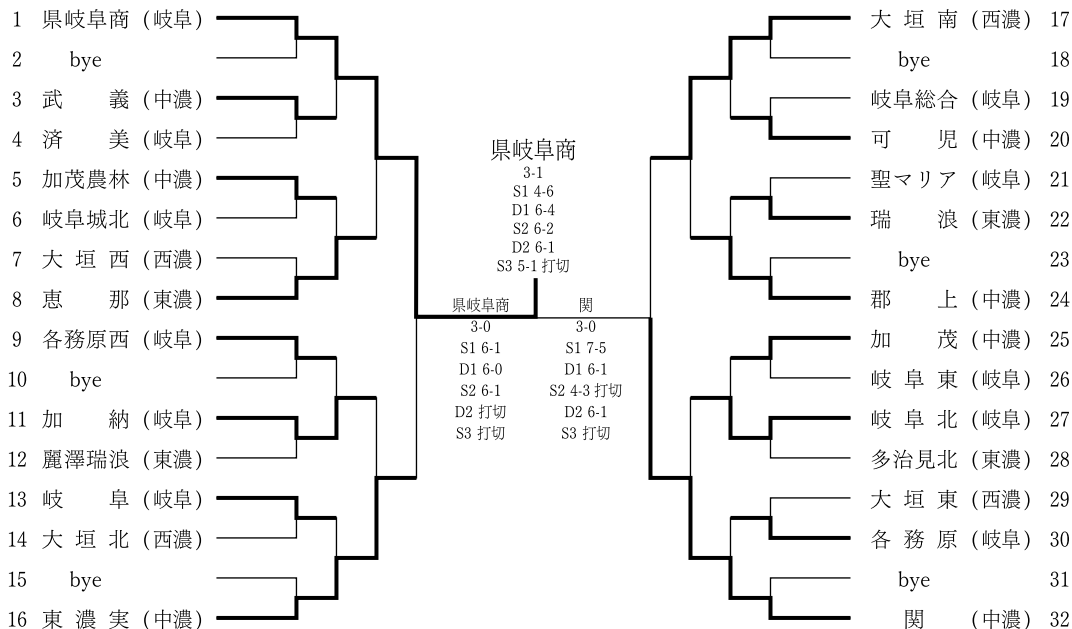 1 県岐阜商 (岐阜)
2 bye
3 武 義 (中濃)
4 済 美 (岐阜)
5 加茂農林 (中濃)
6 岐阜城北 (岐阜)
7 大 垣 西 (西濃)
8 恵 那 (東濃)
9 各務原西 (岐阜)
10 bye
11 加 納 (岐阜)
12 麗澤瑞浪 (東濃)
13 岐 阜 (岐阜)
14 大 垣 北 (西濃)
15 bye
16 東 濃 実 (中濃)
県岐阜商
3-1
S1 4-6
D1 6-4
S2 6-2
D2 6-1
S3 5-1 打切
県岐阜商
3-0
S1 6-1
D1 6-0
S2 6-1
D2 打切
S3 打切
関
3-0
S1 7-5
D1 6-1
S2 4-3 打切
D2 6-1
S3 打切
大 垣 南 (西濃) 17
bye 18
岐阜総合 (岐阜) 19
可 児 (中濃) 20
聖マリア (岐阜) 21
瑞 浪 (東濃) 22
bye 23
郡 上 (中濃) 24
加 茂 (中濃) 25
岐 阜 東 (岐阜) 26
岐 阜 北 (岐阜) 27
多治見北 (東濃) 28
大 垣 東 (西濃) 29
各 務 原 (岐阜) 30
bye 31
関 (中濃) 32